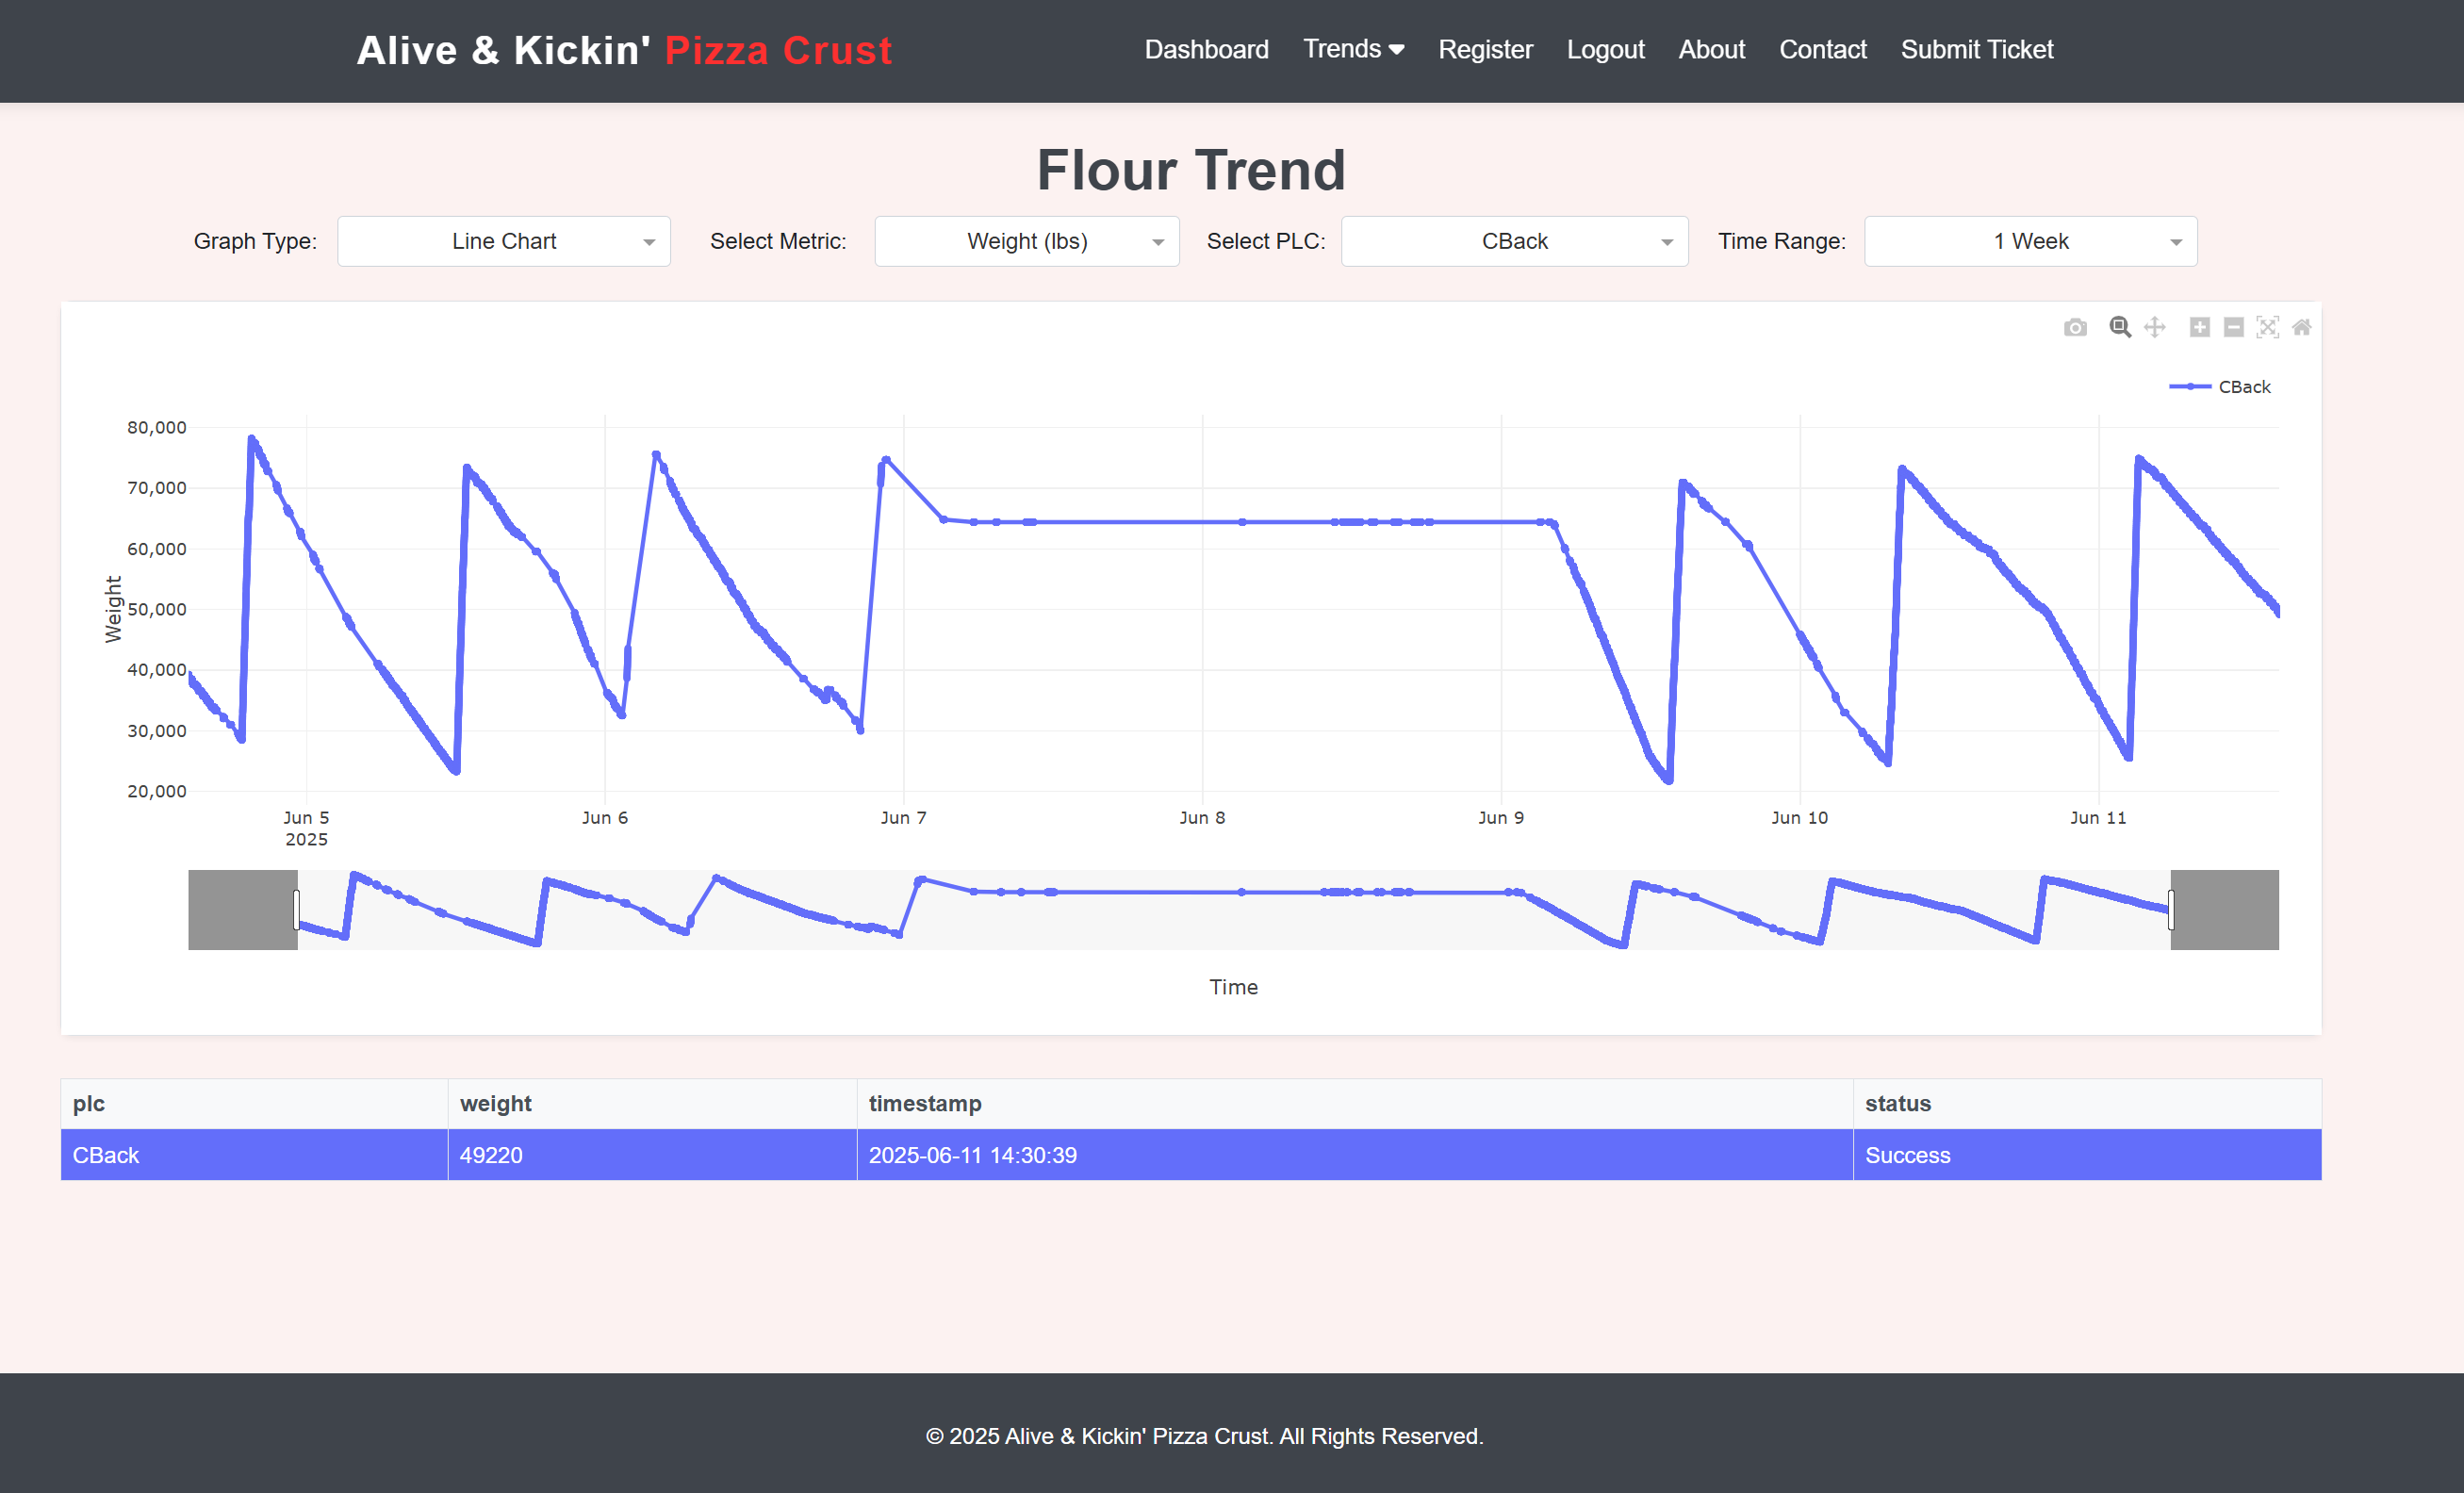 Alive & Kickin' Pizza Crust
Dashboard Trends Register Logout About Contact Submit Ticket
Flour Trend
Graph Type: Line Chart Select Metric: Weight (lbs) Select PLC: CBack Time Range: 1 Week
CBack
80,000
70,000
60,000
50,000
40,000
30,000
20,000
Weight
Jun 5 Jun 6 Jun 7 Jun 8 Jun 9 Jun 10 Jun 11
2025
Time
plc weight timestamp status
CBack 49220 2025-06-11 14:30:39 Success
© 2025 Alive & Kickin' Pizza Crust. All Rights Reserved.